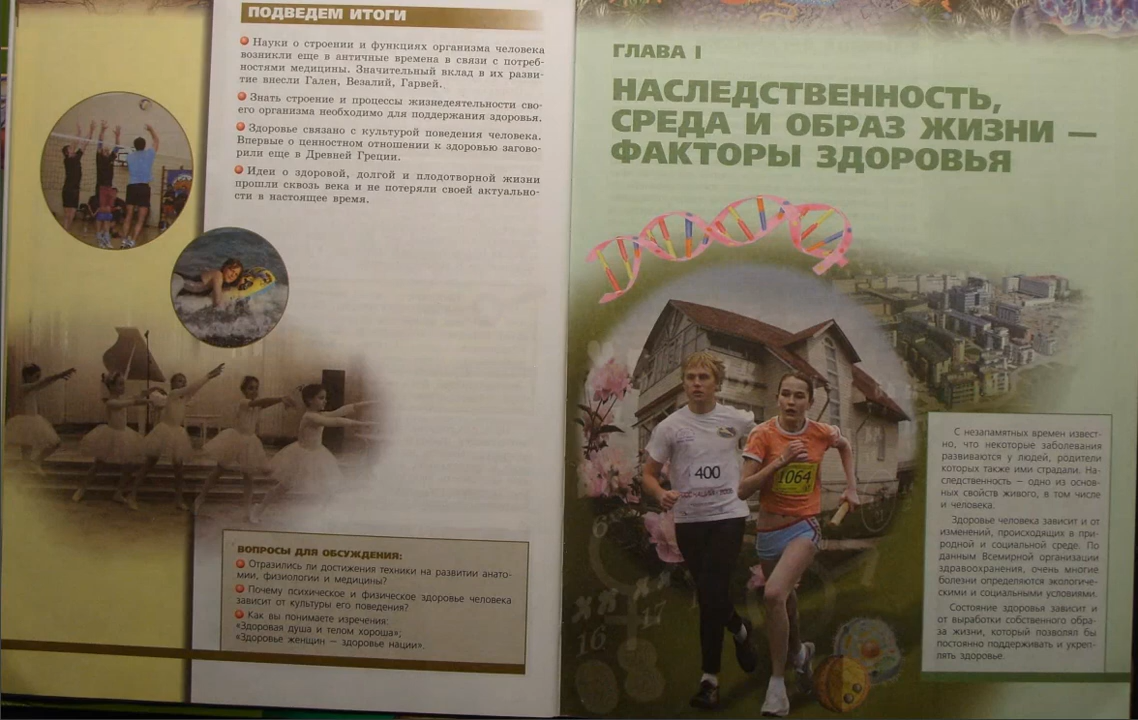 ПОДВЕДЕМ ИТОГИ
Науки о строении и функциях организма человека
возникли еще в античные времена в связи с потреб-
ностями медицины. Значительный вклад в их разви-
тие внесли Гален, Везалий, Гарвей.
Знать строение и процессы жизнедеятельности сво-
его организма необходимо для поддержания здоровья.
Здоровье связано с культурой поведения человека.
Впервые о ценностном отношении к здоровью загово-
рили еще в Древней Греции.
Идеи о здоровой, долгой и плодотворной жизни
прошли сквозь века и не потеряли своей актуально-
сти в настоящее время.
ВОПРОСЫ ДЛЯ ОБСУЖДЕНИЯ:
Отразились ли достижения техники на развитии анато-
мии, физиологии и медицины?
Почему психическое и физическое здоровье человека
зависит от культуры его поведения?
Как вы понимаете изречения:
«Здоровая душа и телом хороша»;
«Здоровье женщин — здоровье нации».
ГЛАВА I
НАСЛЕДСТВЕННОСТЬ,
СРЕДА И ОБРАЗ ЖИЗНИ —
ФАКТОРЫ ЗДОРОВЬЯ
400
1064
6
17
16
С незапамятных времен извест-
но, что некоторые заболевания
развиваются у людей, родители
которых также ими страдали. На-
следственность — одно из основ-
ных свойств живого, в том числе
и человека.
Здоровье человека зависит и от
изменений, происходящих в при-
родной и социальной среде. По
данным Всемирной организации
здравоохранения, очень многие
болезни определяются экологиче-
скими и социальными условиями.
Состояние здоровья зависит и
от выработки собственного обра-
за жизни, который позволял бы
постоянно поддерживать и укреп-
лять здоровье.